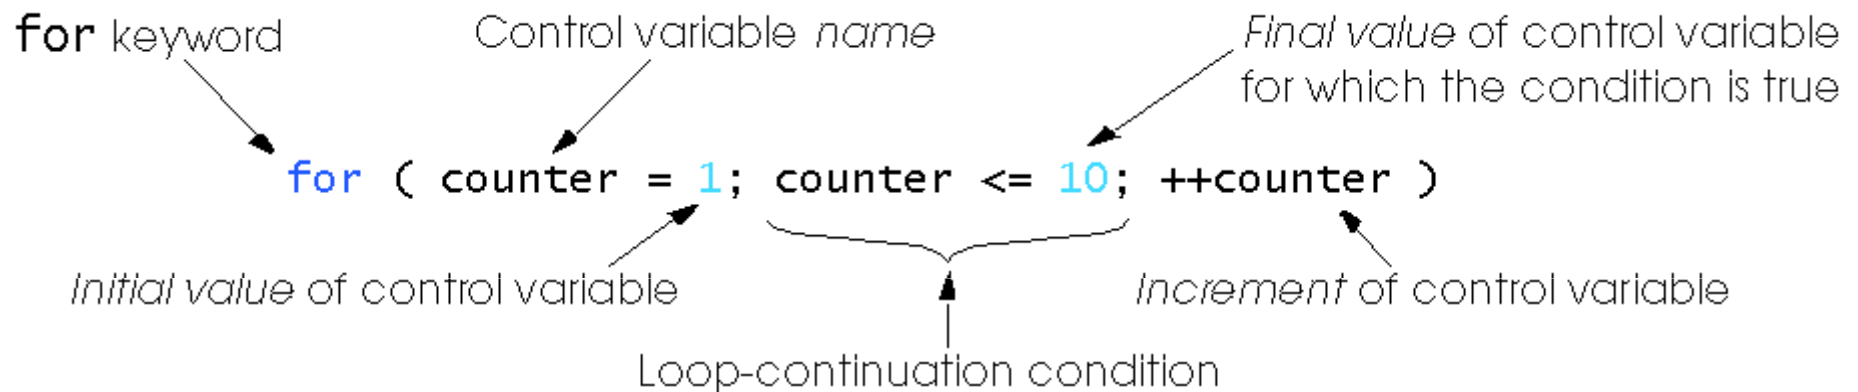 for keyword
Control variable name
Final value of control variable
for which the condition is true
for ( counter = 1; counter <= 10; ++counter )
Initial value of control variable
Increment of control variable
Loop-continuation condition